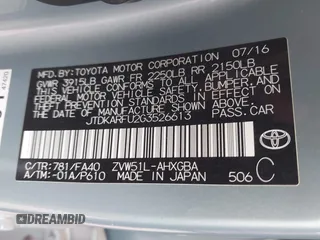 MFD. BY: TOYOTA MOTOR CORPORATION 07/16
GVWR 3915LB GAWR FR 2250LB RR 2150LB
THIS VEHICLE CONFORMS TO ALL APPLICABLE
FEDERAL MOTOR VEHICLE SAFETY, BUMPER,
AND THEFT PREVENTION STANDARDS IN EFFECT
ON THE DATE OF MANUFACTURE SHOWN ABOVE.
JTDKARFU2G3526613 PASS.CAR
C/TR: 781/FA40 ZVW51L-AHXGBA C
A/TM: -01A/P610 MADE IN JAPAN 506
TOYOTA
DREAMBID